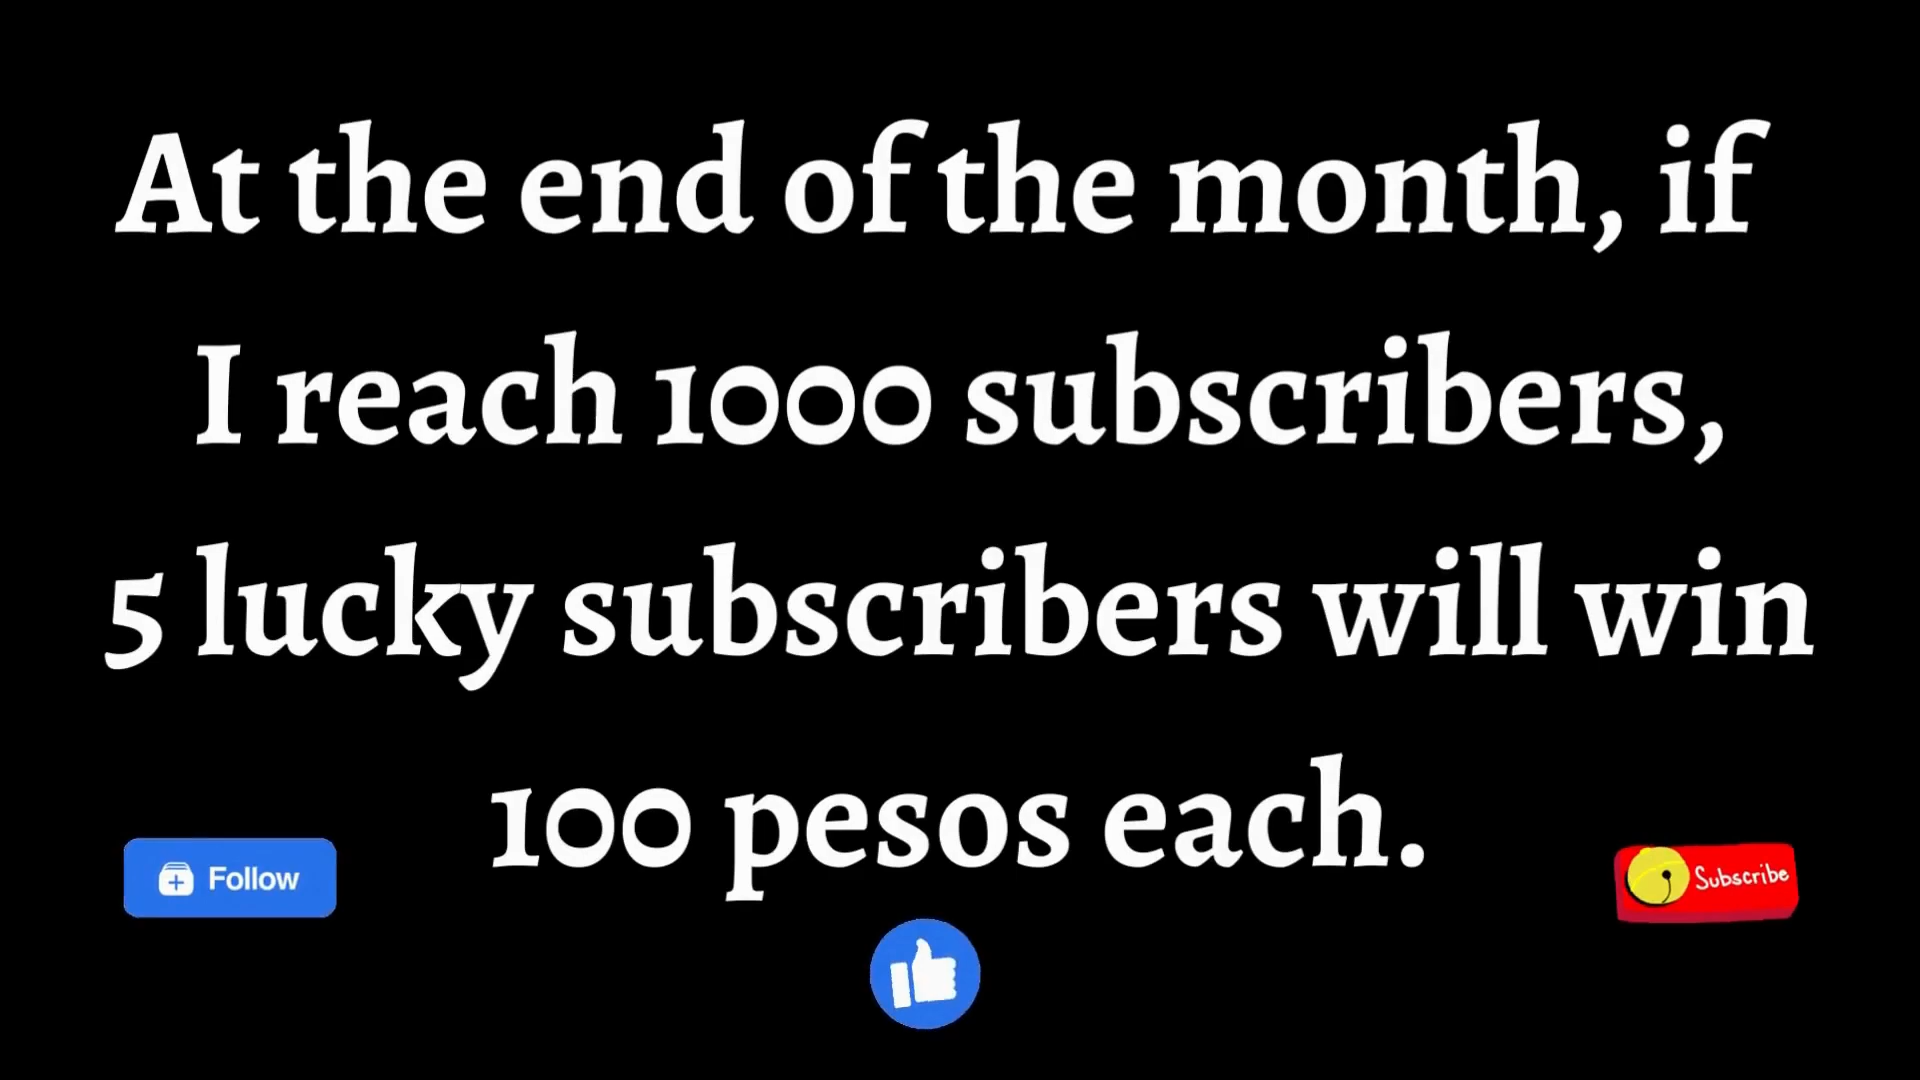 At the end of the month, if
I reach 1000 subscribers,
5 lucky subscribers will win
100 pesos each.
Follow
Subscribe